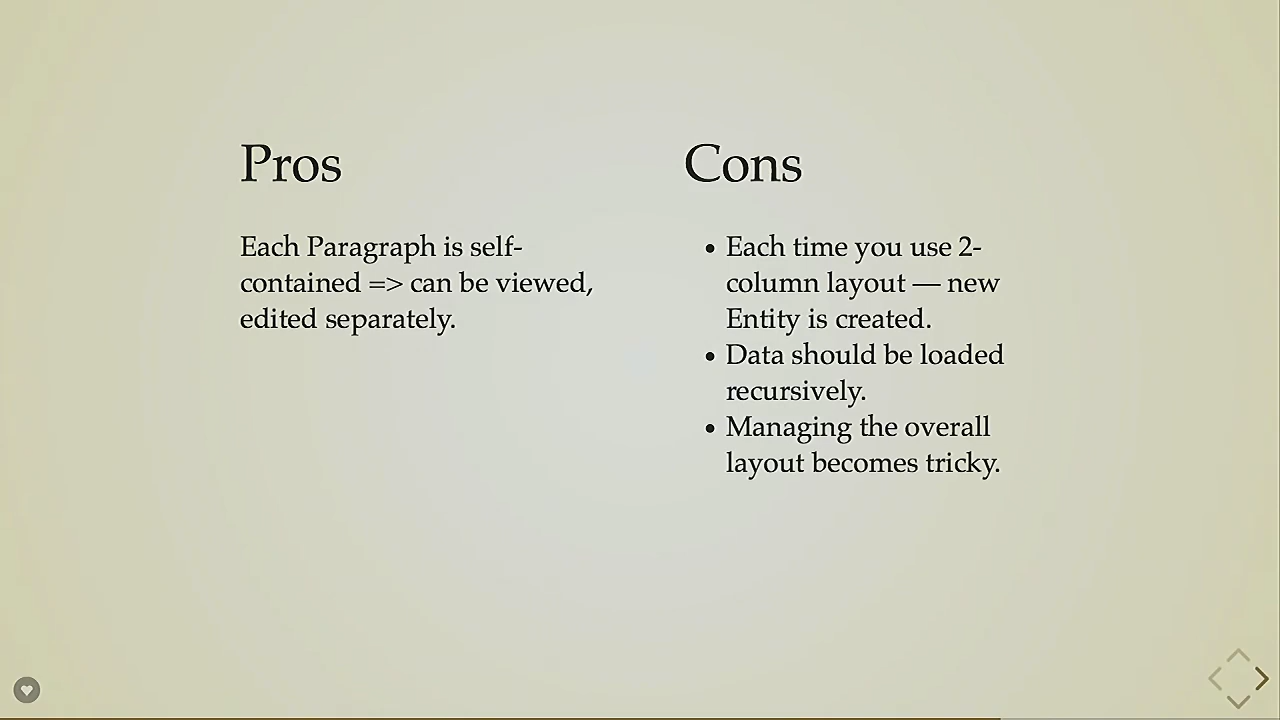 Pros
Each Paragraph is self-
contained => can be viewed,
edited separately.
Cons
• Each time you use 2-
column layout — new
Entity is created.
• Data should be loaded
recursively.
• Managing the overall
layout becomes tricky.